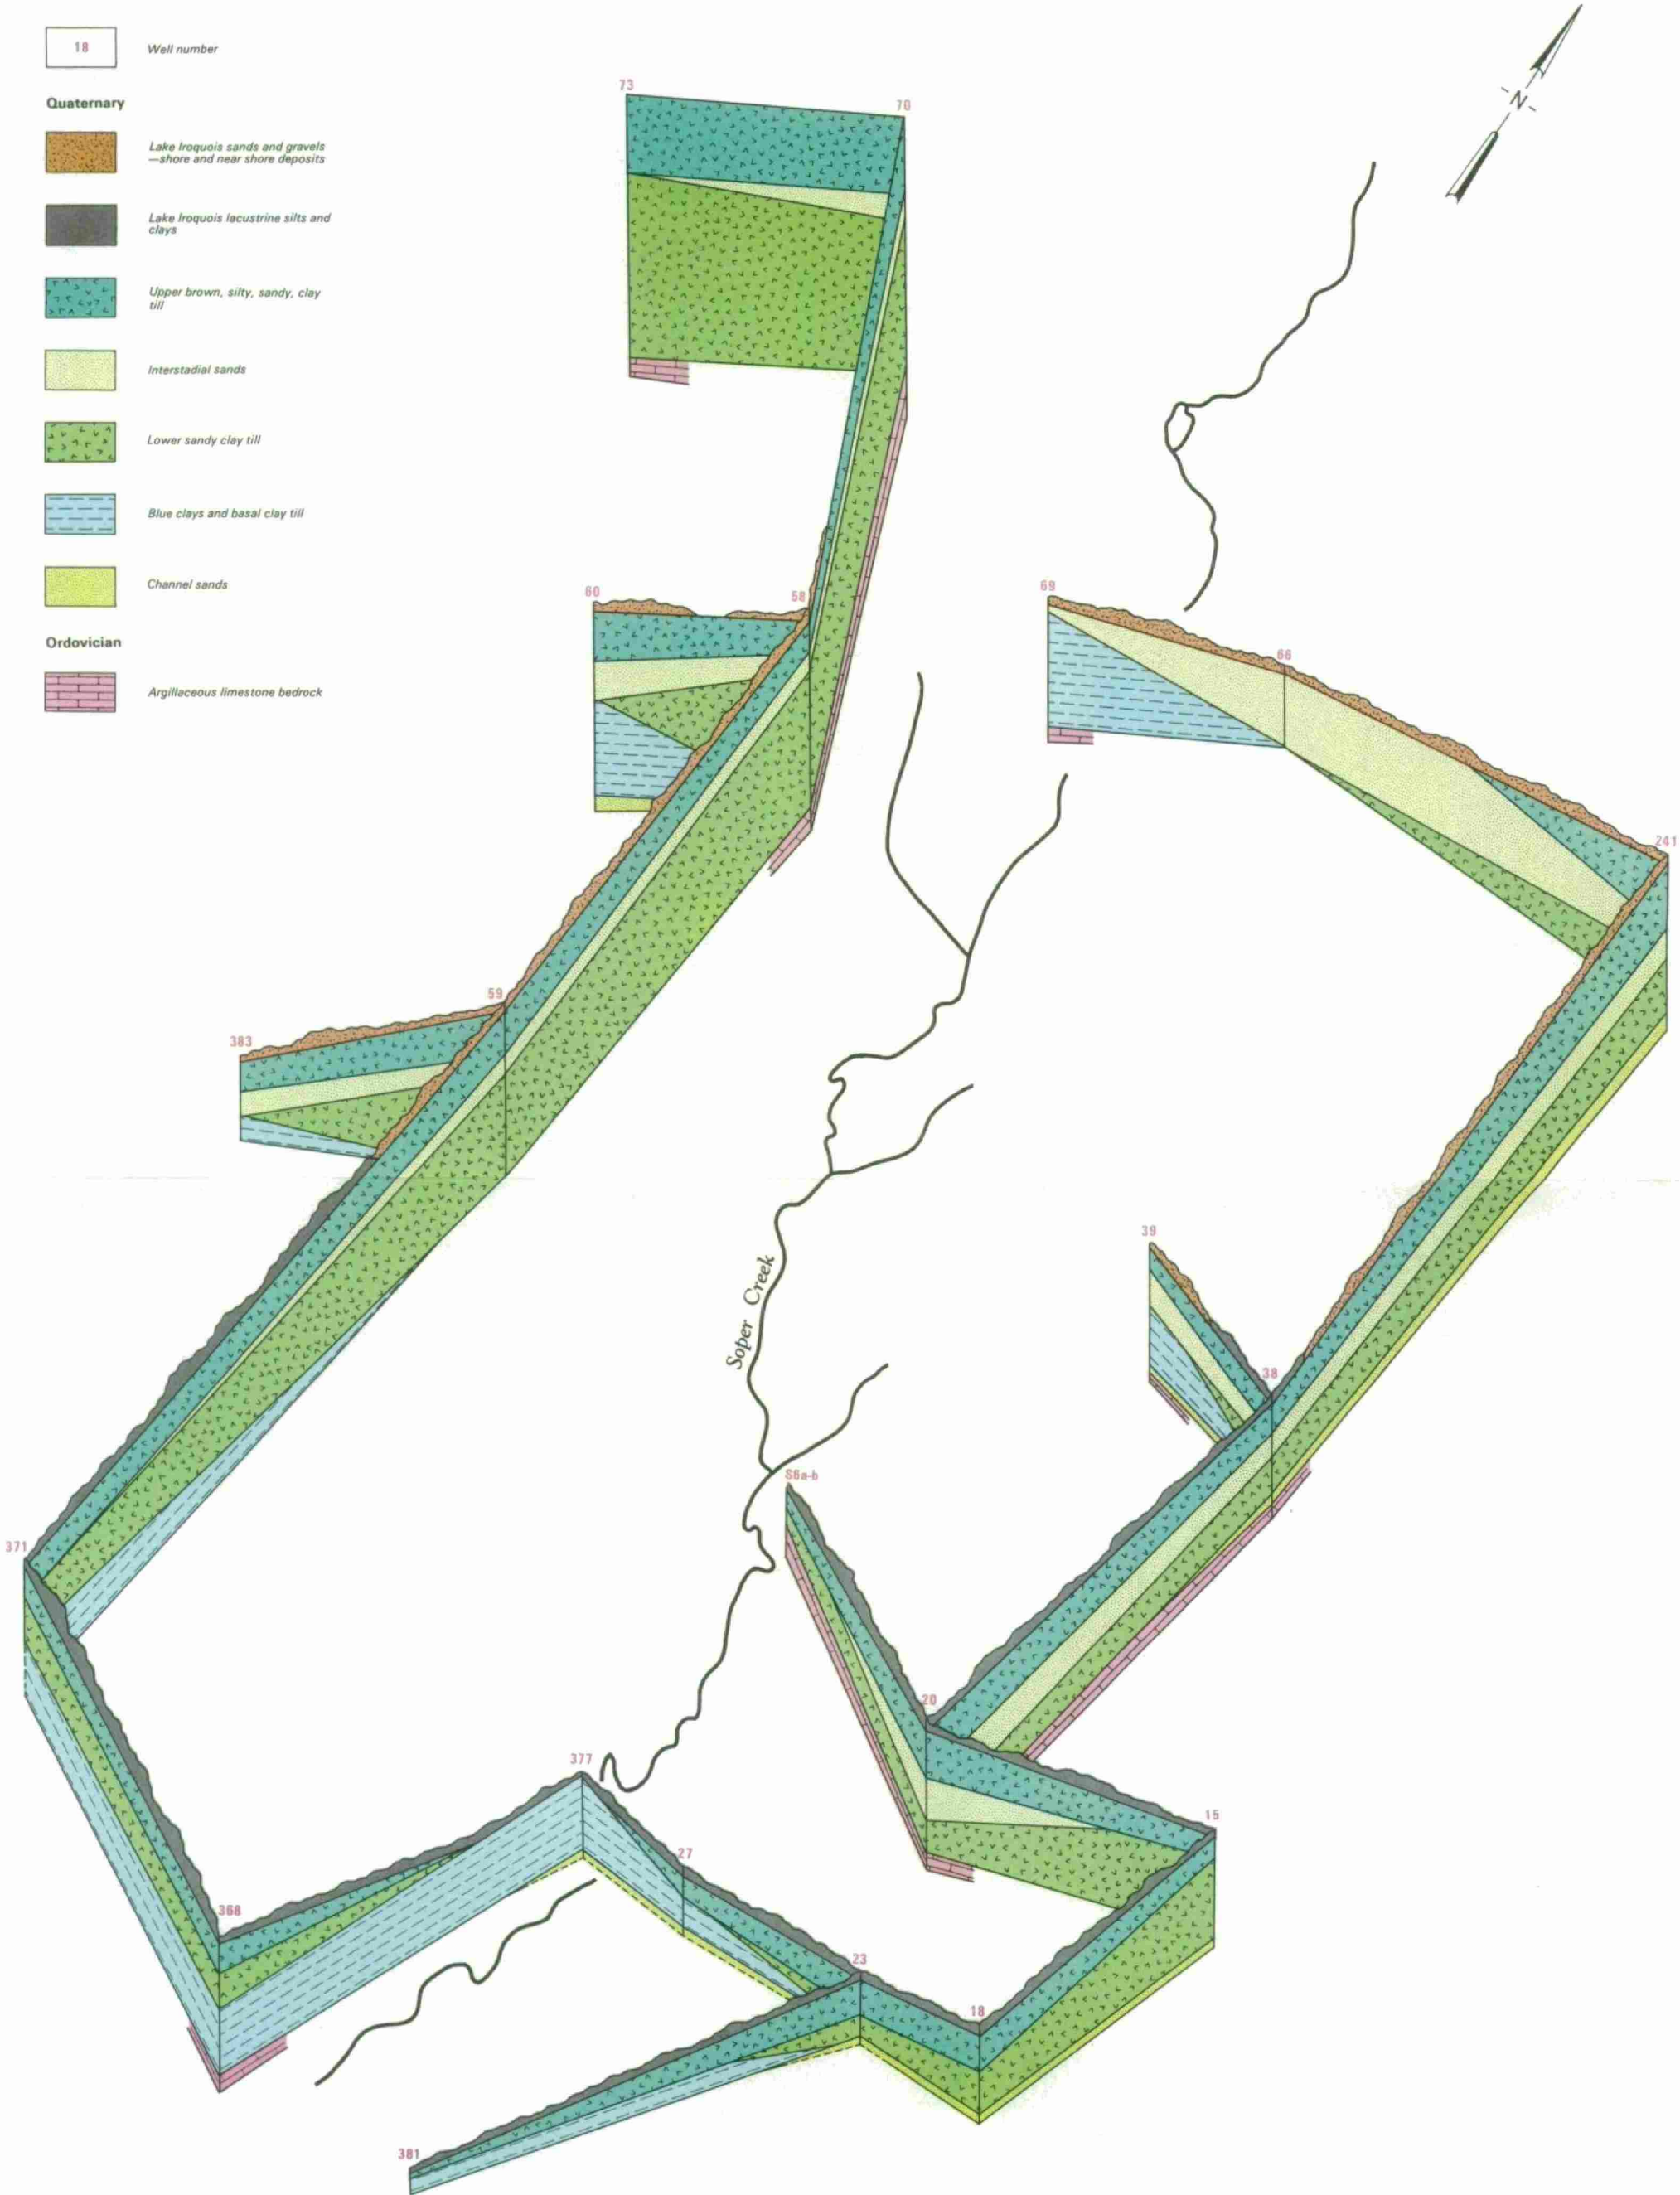 18
Well number
Quaternary
Lake Iroquois sands and gravels
—shore and near shore deposits
Lake Iroquois lacustrine silts and
clays
Upper brown, silty, sandy, clay
till
Interstadial sands
Lower sandy clay till
Blue clays and basal clay till
Channel sands
Ordovician
Argillaceous limestone bedrock
-N-
73
70
60
58
69
66
241
59
383
39
38
Soper Creek
S6a-b
371
20
377
15
27
368
23
18
381